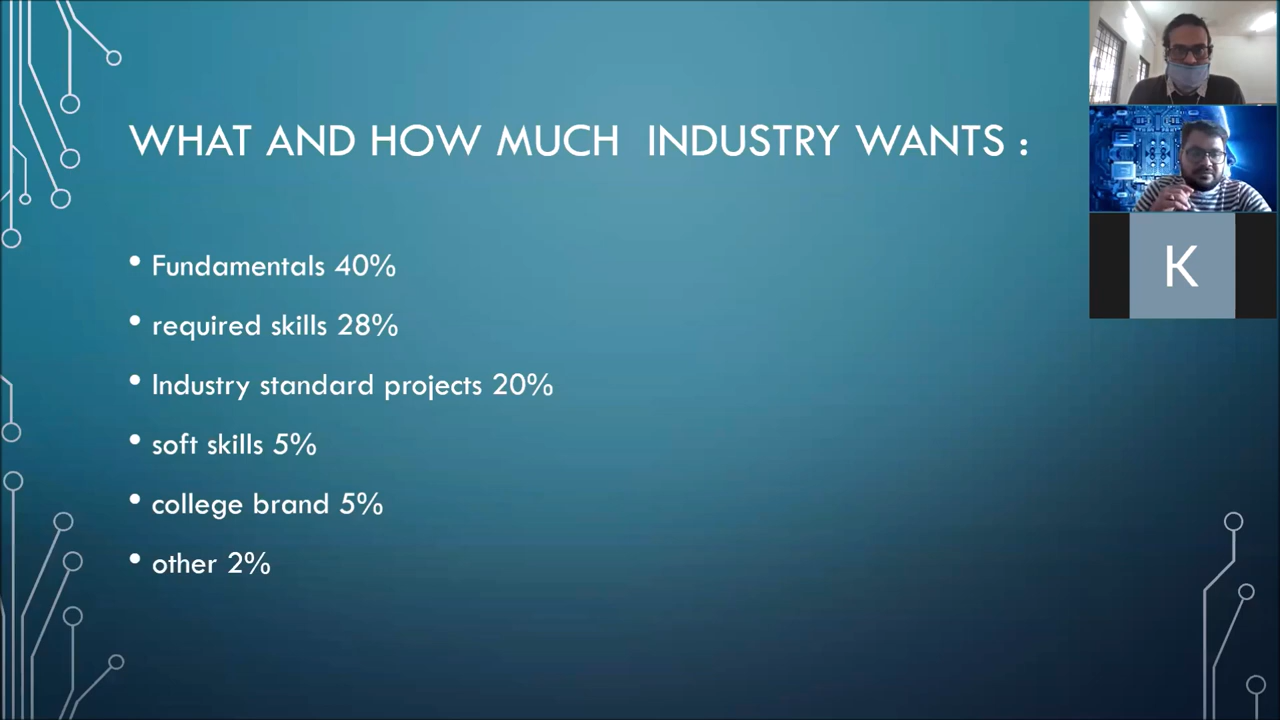 WHAT AND HOW MUCH INDUSTRY WANTS :
• Fundamentals 40%
• required skills 28%
• Industry standard projects 20%
• soft skills 5%
• college brand 5%
• other 2%
K